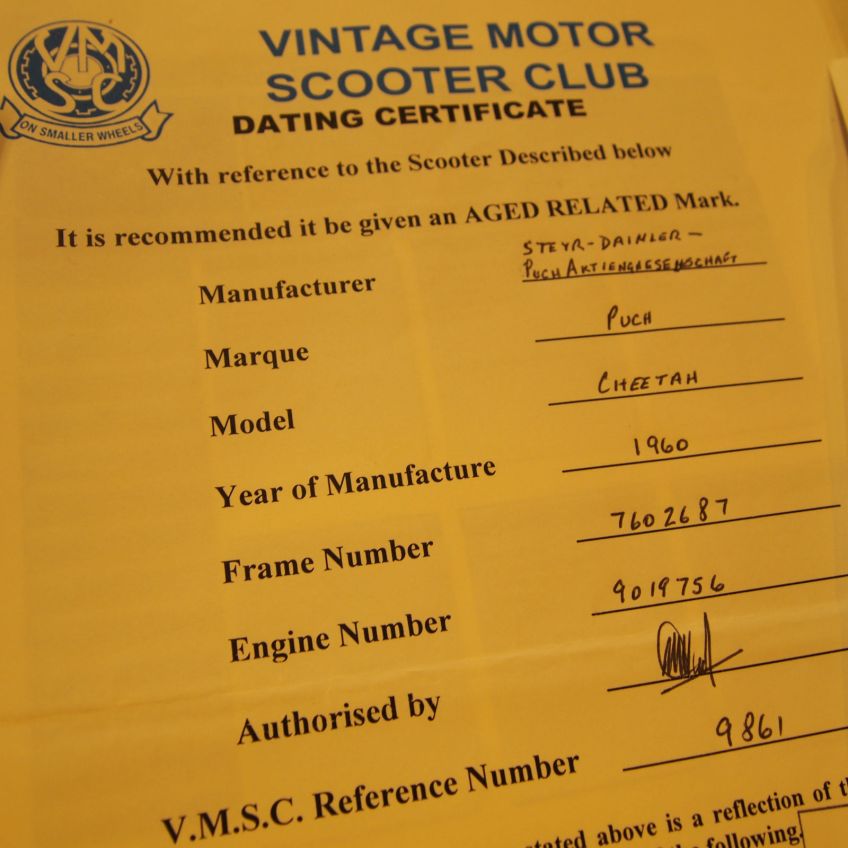 VMSC
ON SMALLER WHEELS
VINTAGE MOTOR
SCOOTER CLUB
DATING CERTIFICATE
With reference to the Scooter Described below
It is recommended it be given an AGED RELATED Mark.
Manufacturer STEYR-DAIMLER-
PUCH AKTIENGAESENSCHAFT
Marque PUCH
Model CHEETAH
Year of Manufacture 1960
Frame Number 7602687
Engine Number 9019756
Authorised by
V.M.S.C. Reference Number 9861
stated above is a reflection of
the following.